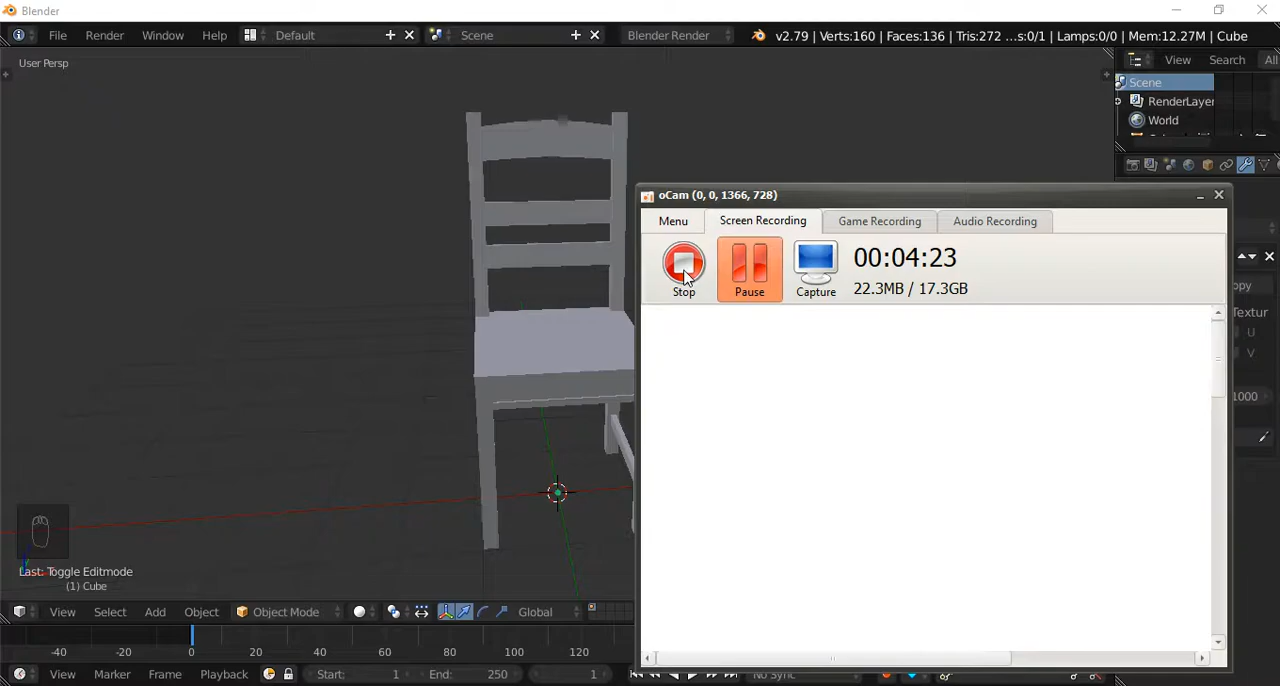 Blender
File Render Window Help Default Scene Blender Render v2.79 | Verts:160 | Faces:136 | Tris:272 ...s:0/1 | Lamps:0/0 | Mem:12.27M | Cube
User Persp
View Search All
Scene
RenderLayer
World
oCam (0, 0, 1366, 728)
Menu Screen Recording Game Recording Audio Recording
00:04:23
Stop Pause Capture 22.3MB / 17.3GB
opy
Textur
U
V
1000
Last: Toggle Editmode
(1) Cube
View Select Add Object Object Mode Global
-40 -20 0 20 40 60 80 100 120
View Marker Frame Playback Start: 1 End: 250 1 No Sync